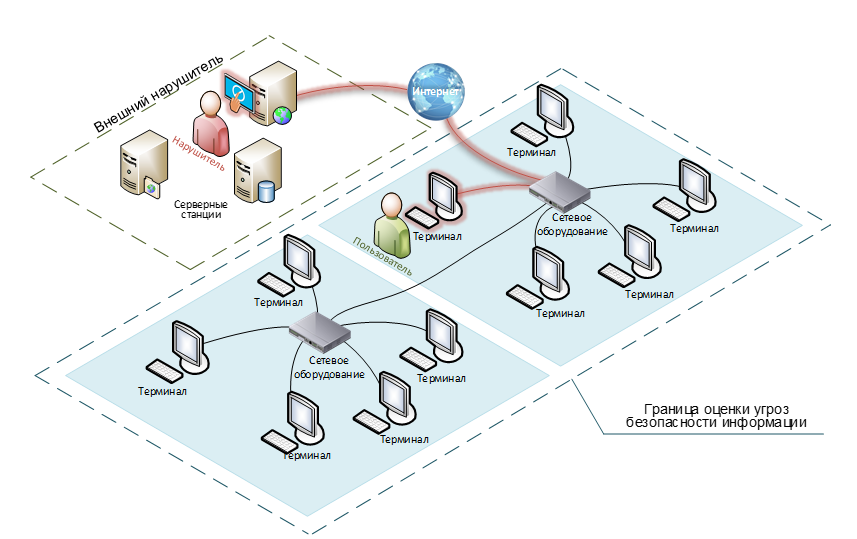 Внешний нарушитель
Нарушитель
Серверные
станции
Интернет
Терминал
Терминал
Сетевое
оборудование
Пользователь
Терминал
Терминал
Терминал
Терминал
Сетевое
оборудование
Терминал
Терминал
Терминал
Терминал
Граница оценки угроз
безопасности информации